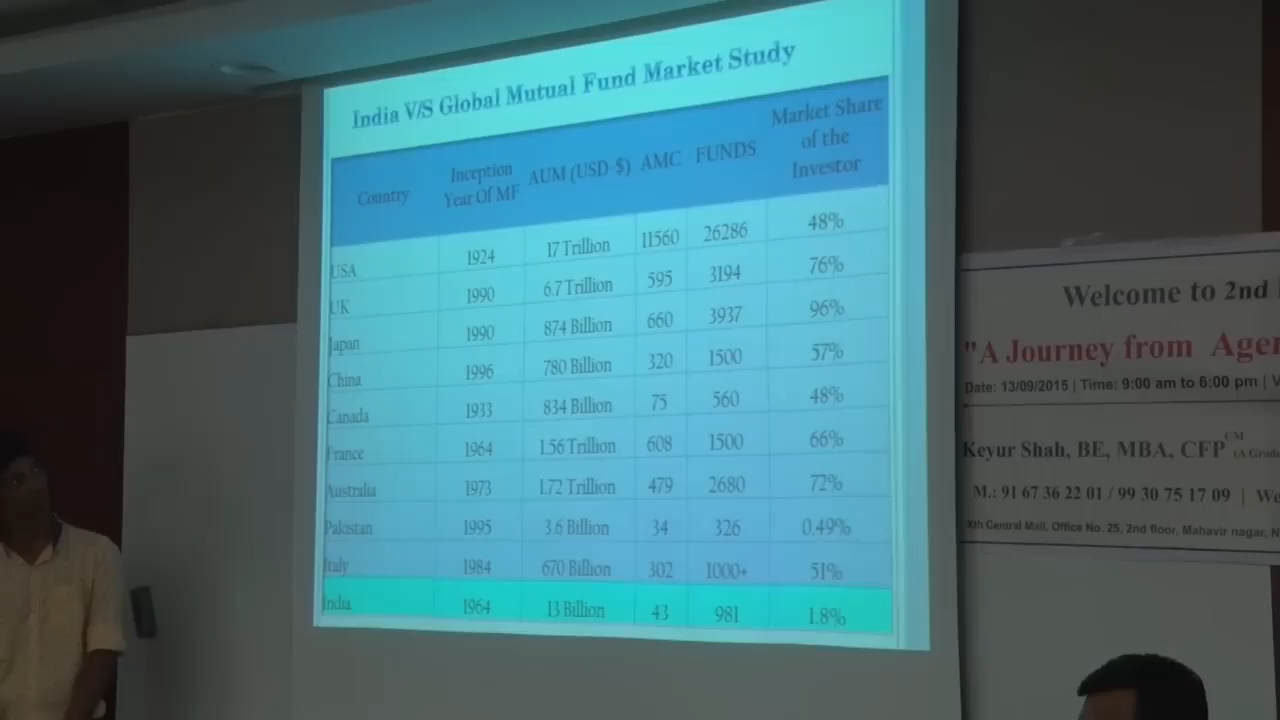 India V/S Global Mutual Fund Market Study
Country Inception Year Of MF AUM (USD-$) AMC FUNDS Market Share of the Investor
USA 1924 17 Trillion 11560 26286 48%
UK 1990 6.7 Trillion 595 3194 76%
Japan 1990 874 Billion 660 3937 96%
China 1996 780 Billion 320 1500 57%
Canada 1933 834 Billion 75 560 48%
France 1964 1.56 Trillion 608 1500 66%
Australia 1973 1.72 Trillion 479 2680 72%
Pakistan 1995 3.6 Billion 34 326 0.49%
Italy 1984 670 Billion 302 1000+ 51%
India 1964 13 Billion 43 981 1.8%
Welcome to 2nd
"A Journey from Agen
Date: 13/09/2015 | Time: 9:00 am to 6:00 pm | V
Keyur Shah, BE, MBA, CFP CM (A Grade
M.: 91 67 36 22 01 / 99 30 75 17 09 | We
Xth Central Mall, Office No. 25, 2nd floor, Mahavir nagar, N